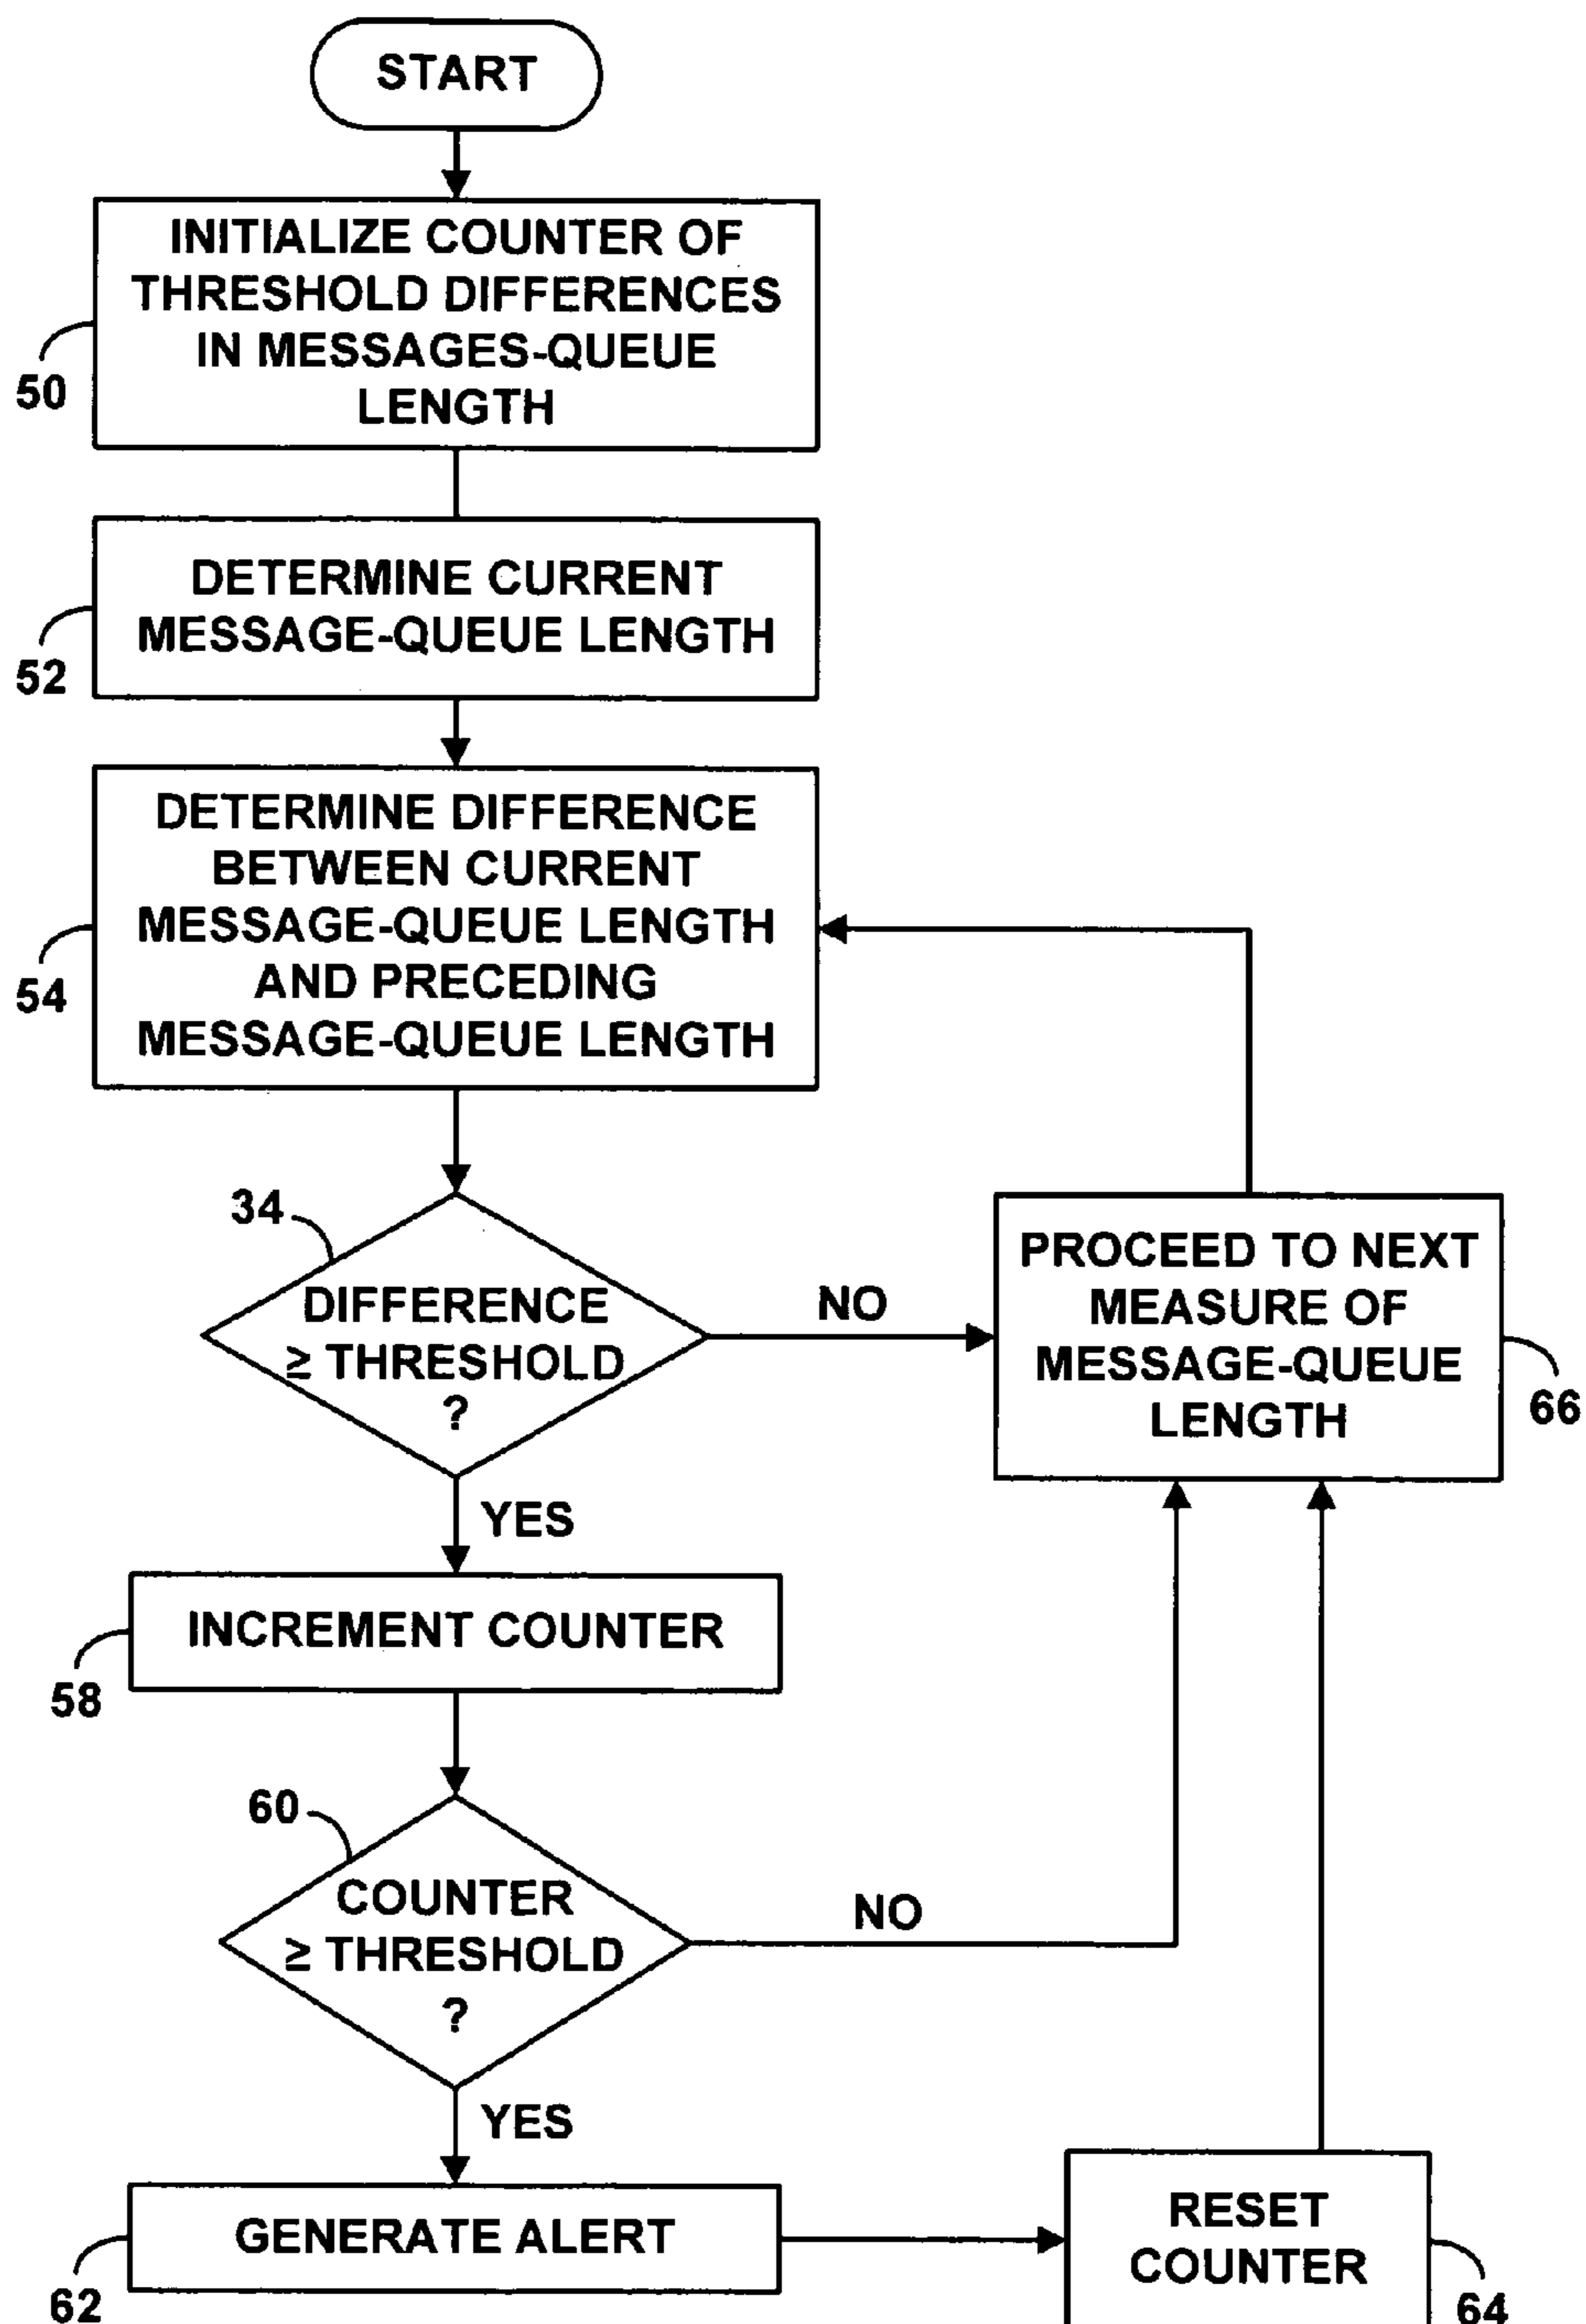 START
INITIALIZE COUNTER OF
THRESHOLD DIFFERENCES
IN MESSAGES-QUEUE
LENGTH
50
DETERMINE CURRENT
MESSAGE-QUEUE LENGTH
52
DETERMINE DIFFERENCE
BETWEEN CURRENT
MESSAGE-QUEUE LENGTH
AND PRECEDING
MESSAGE-QUEUE LENGTH
54
34
DIFFERENCE
≥ THRESHOLD
?
NO
PROCEED TO NEXT
MEASURE OF
MESSAGE-QUEUE
LENGTH
66
YES
INCREMENT COUNTER
58
60
COUNTER
≥ THRESHOLD
?
NO
YES
GENERATE ALERT
62
RESET
COUNTER
64